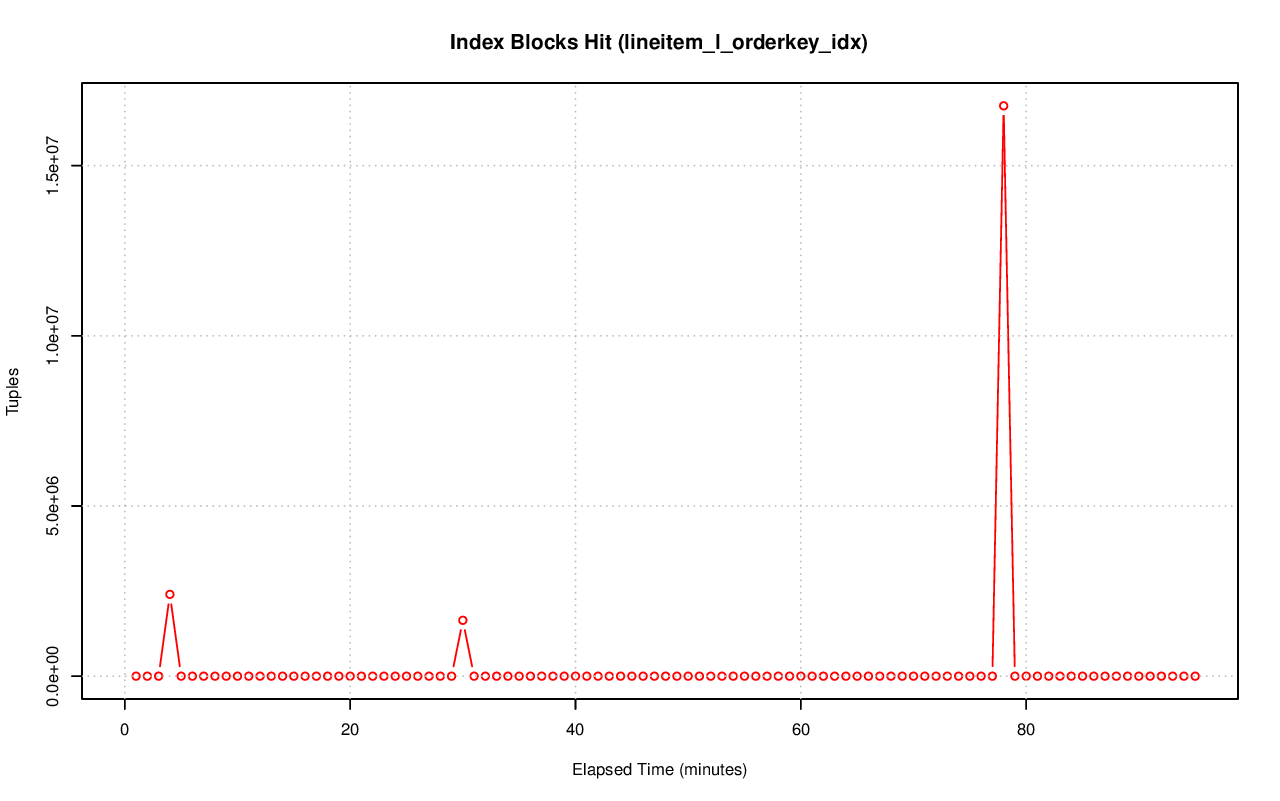 Index Blocks Hit (lineitem_l_orderkey_idx)
1.5e+07
1.0e+07
5.0e+06
0.0e+00
Tuples
0 20 40 60 80
Elapsed Time (minutes)